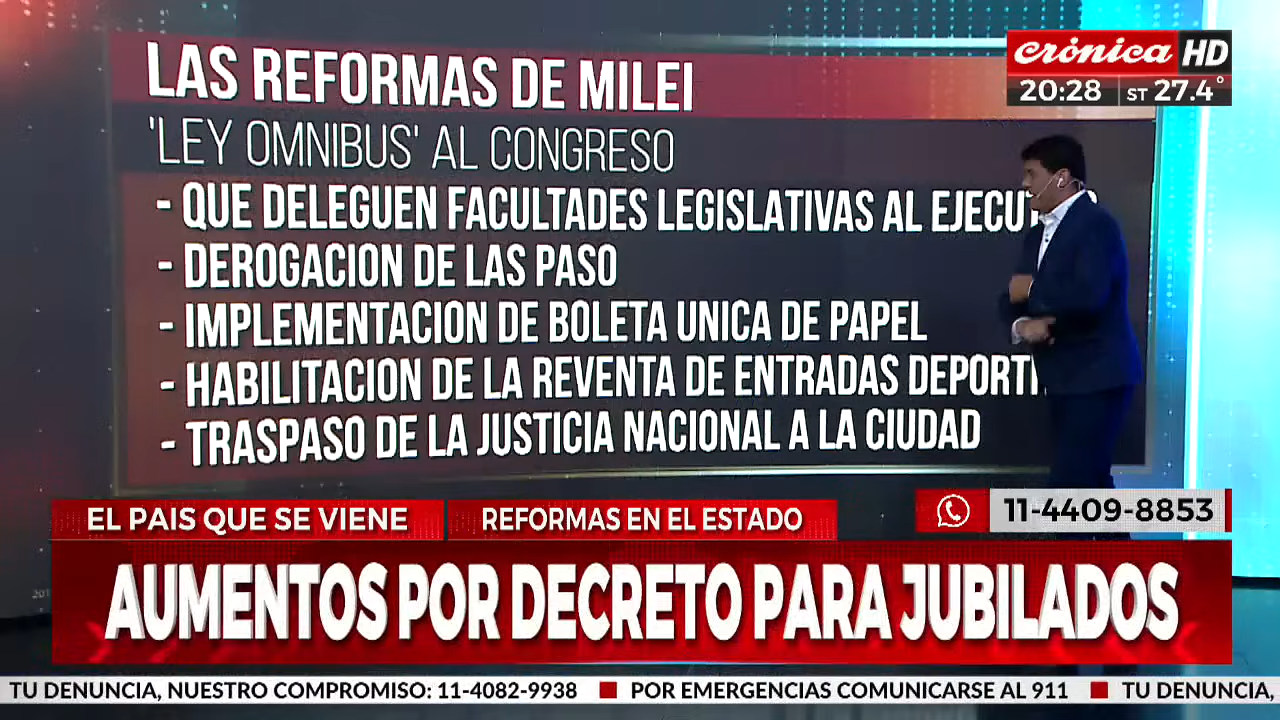 LAS REFORMAS DE MILEI
'LEY OMNIBUS' AL CONGRESO
- QUE DELEGUEN FACULTADES LEGISLATIVAS AL
- DEROGACION DE LAS PASO
- IMPLEMENTACION DE BOLETA UNICA DE PAPEL
- HABILITACION DE LA REVENTA DE ENTRADAS
- TRASPASO DE LA JUSTICIA NACIONAL A LA CIUDAD
crónica HD
20:28 ST 27.4°
EL PAIS QUE SE VIENE
REFORMAS EN EL ESTADO
11-4409-8853
AUMENTOS POR DECRETO PARA JUBILADOS
TU DENUNCIA, NUESTRO COMPROMISO: 11-4082-9938 POR EMERGENCIAS COMUNICARSE AL 911 TU DENUNCIA,